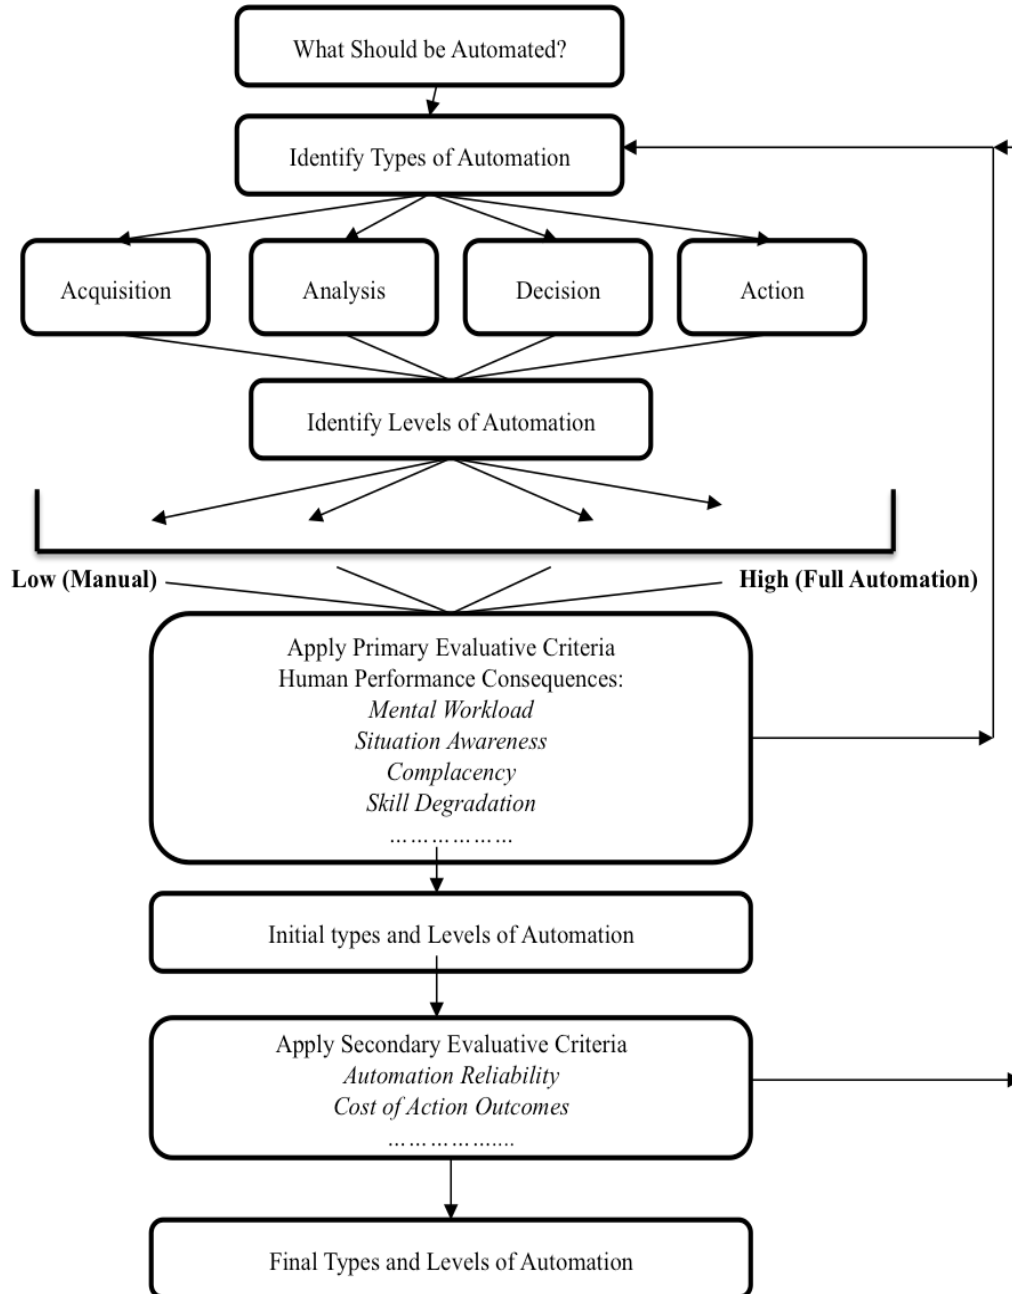 What Should be Automated?
Identify Types of Automation
Acquisition
Analysis
Decision
Action
Identify Levels of Automation
Low (Manual)
High (Full Automation)
Apply Primary Evaluative Criteria
Human Performance Consequences:
Mental Workload
Situation Awareness
Complacency
Skill Degradation
………………
Initial types and Levels of Automation
Apply Secondary Evaluative Criteria
Automation Reliability
Cost of Action Outcomes
……………....
Final Types and Levels of Automation